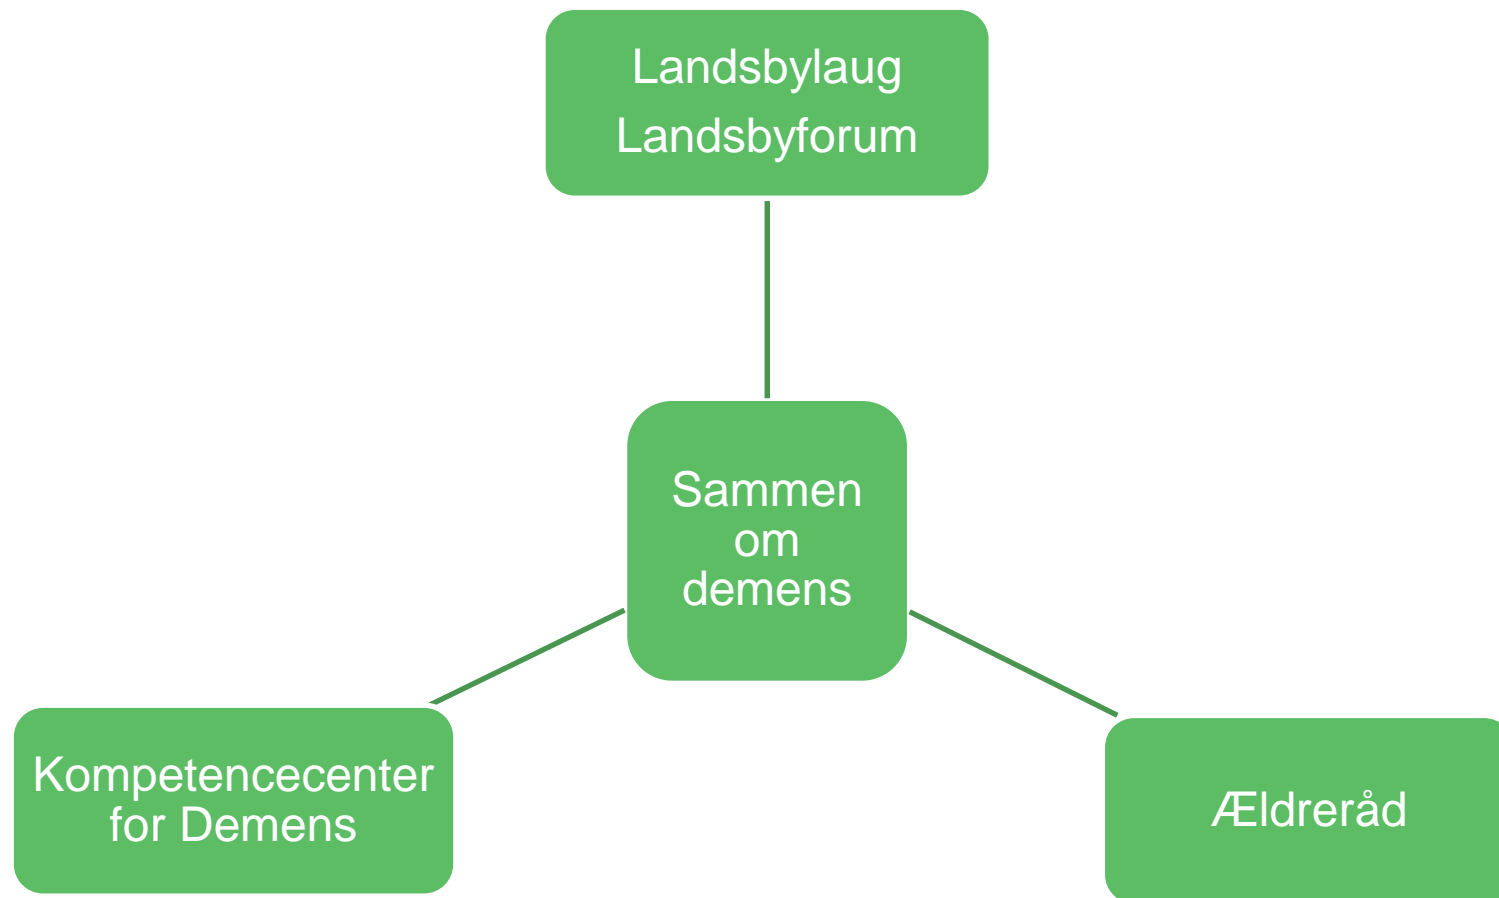 Landsbylaug
Landsbyforum
Sammen
om
demens
Kompetencecenter
for Demens
Ældreråd